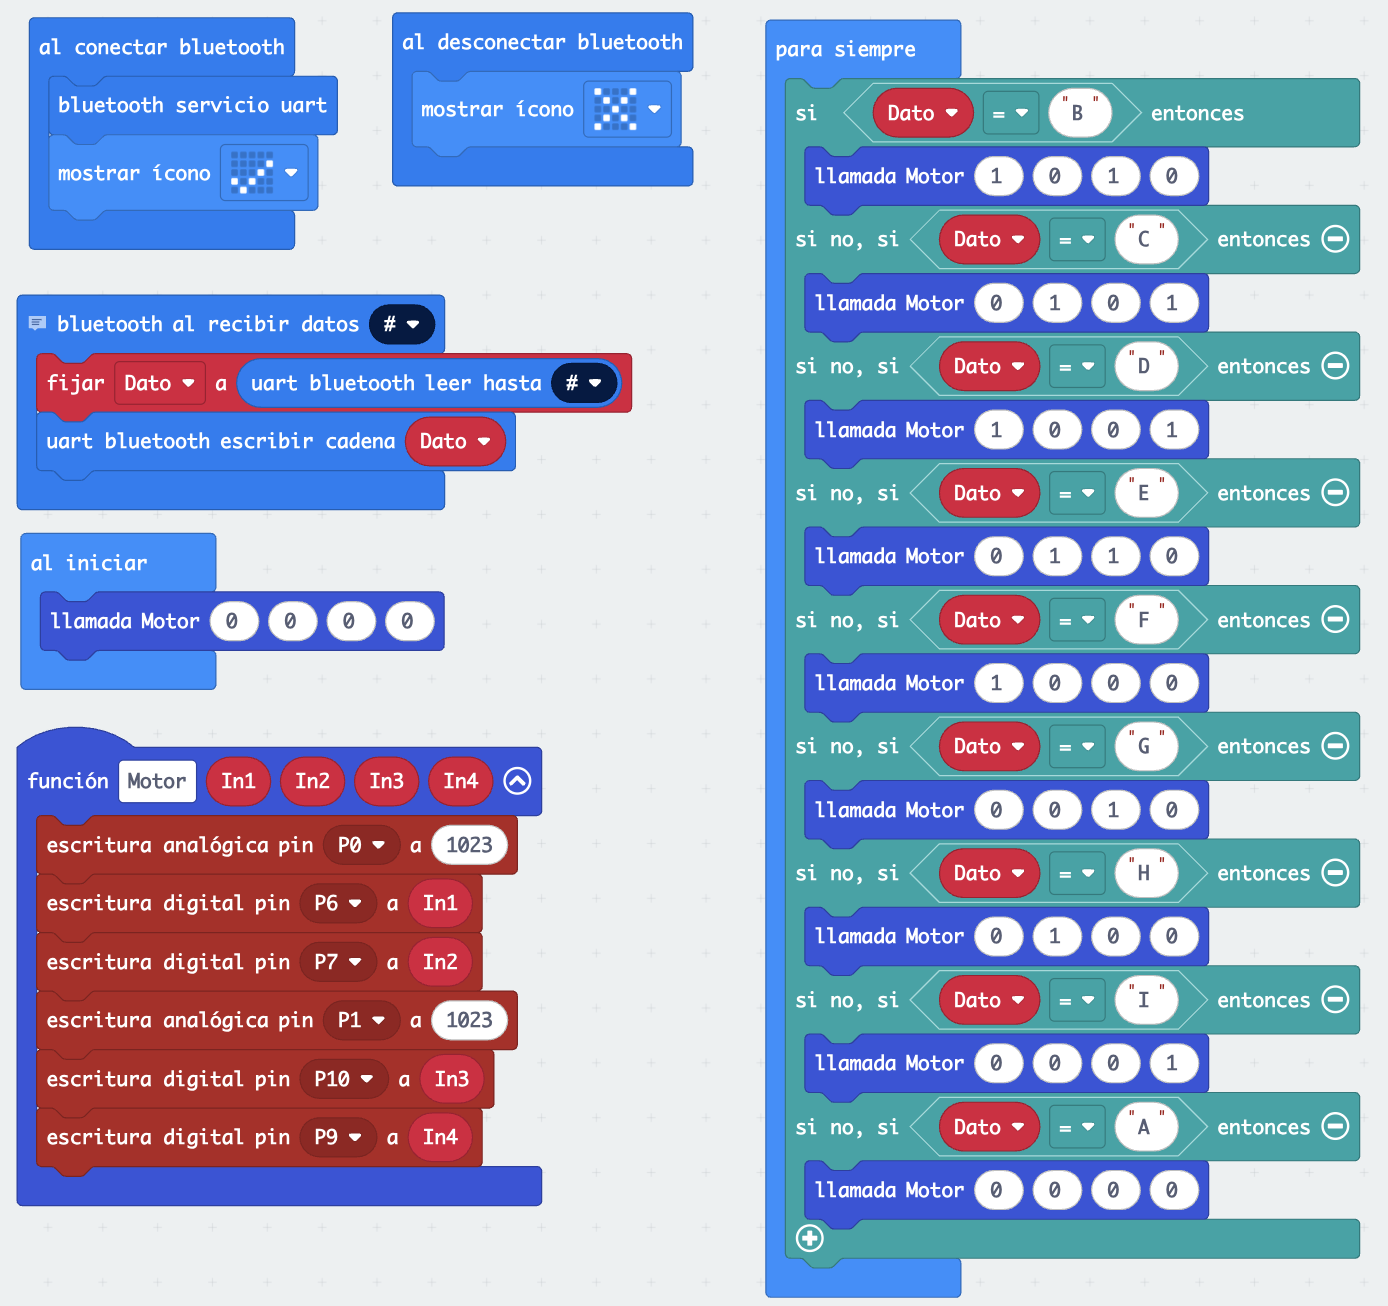 al conectar bluetooth
bluetooth servicio uart
mostrar ícono
al desconectar bluetooth
mostrar ícono
bluetooth al recibir datos #
fijar Dato a uart bluetooth leer hasta #
uart bluetooth escribir cadena Dato
al iniciar
llamada Motor 0 0 0 0
función Motor In1 In2 In3 In4
escritura analógica pin P0 a 1023
escritura digital pin P6 a In1
escritura digital pin P7 a In2
escritura analógica pin P1 a 1023
escritura digital pin P10 a In3
escritura digital pin P9 a In4
para siempre
si Dato = "B" entonces
llamada Motor 1 0 1 0
si no, si Dato = "C" entonces
llamada Motor 0 1 0 1
si no, si Dato = "D" entonces
llamada Motor 1 0 0 1
si no, si Dato = "E" entonces
llamada Motor 0 1 1 0
si no, si Dato = "F" entonces
llamada Motor 1 0 0 0
si no, si Dato = "G" entonces
llamada Motor 0 0 1 0
si no, si Dato = "H" entonces
llamada Motor 0 1 0 0
si no, si Dato = "I" entonces
llamada Motor 0 0 0 1
si no, si Dato = "A" entonces
llamada Motor 0 0 0 0